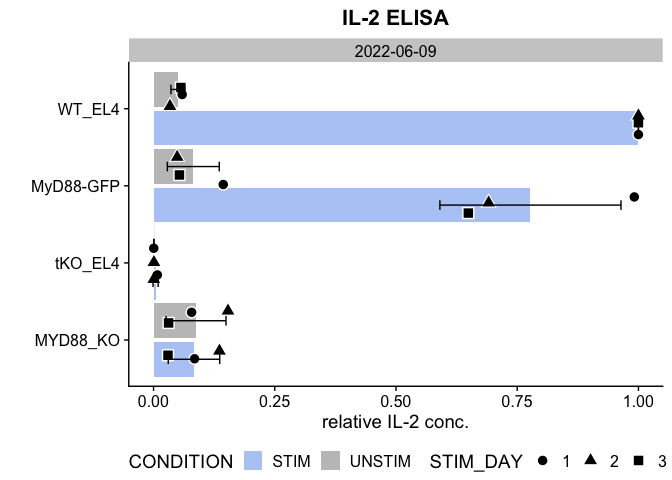 IL-2 ELISA
2022-06-09
WT_EL4
MyD88-GFP
tKO_EL4
MYD88_KO
0.00 0.25 0.50 0.75 1.00
relative IL-2 conc.
CONDITION STIM UNSTIM STIM_DAY 1 2 3